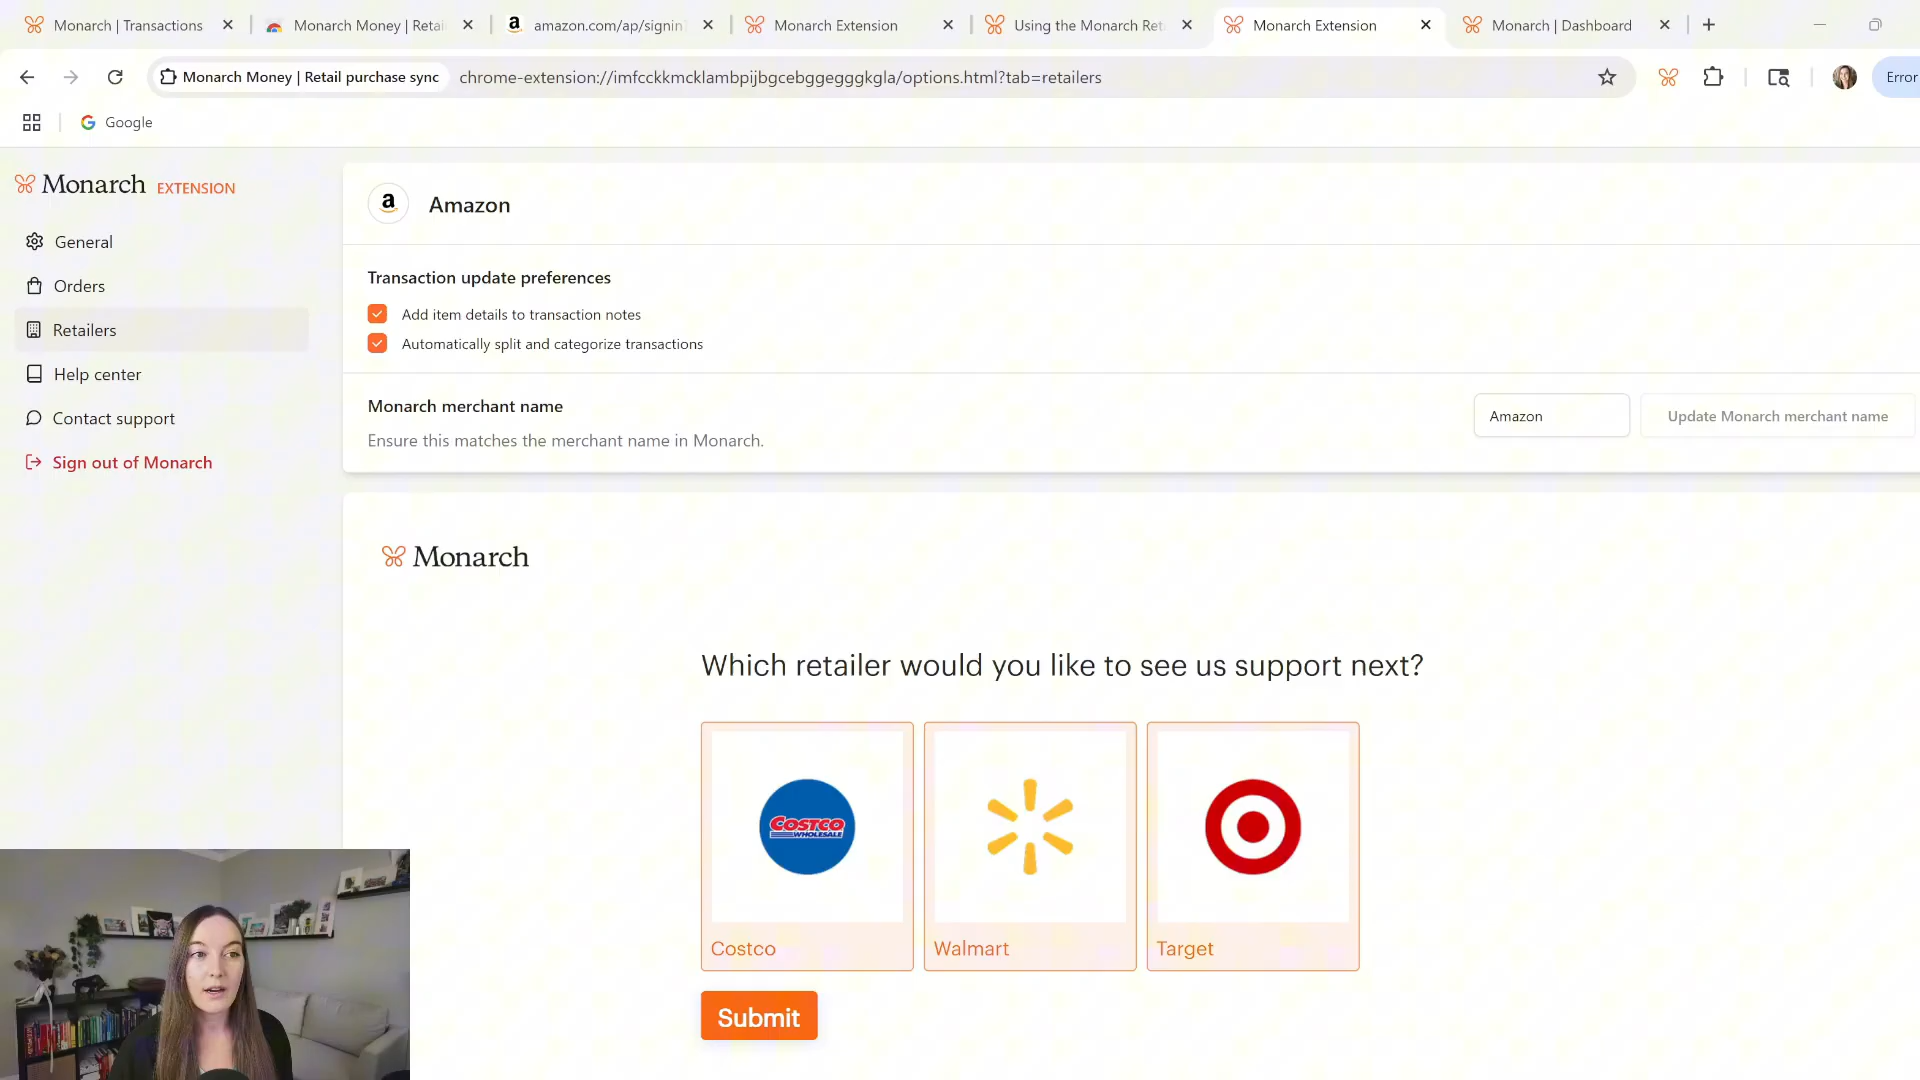 Monarch | Transactions
Monarch Money | Retai
amazon.com/ap/signin
Monarch Extension
Using the Monarch Ret
Monarch Extension
Monarch | Dashboard
Monarch Money | Retail purchase sync
chrome-extension://imfcckkmcklambpijbgcebggegggkgla/options.html?tab=retailers
Error
Google
Monarch EXTENSION
General
Orders
Retailers
Help center
Contact support
Sign out of Monarch
a
Amazon
Transaction update preferences
Add item details to transaction notes
Automatically split and categorize transactions
Monarch merchant name
Ensure this matches the merchant name in Monarch.
Amazon
Update Monarch merchant name
Monarch
Which retailer would you like to see us support next?
COSTCO
WHOLESALE
Costco
Walmart
Target
Submit